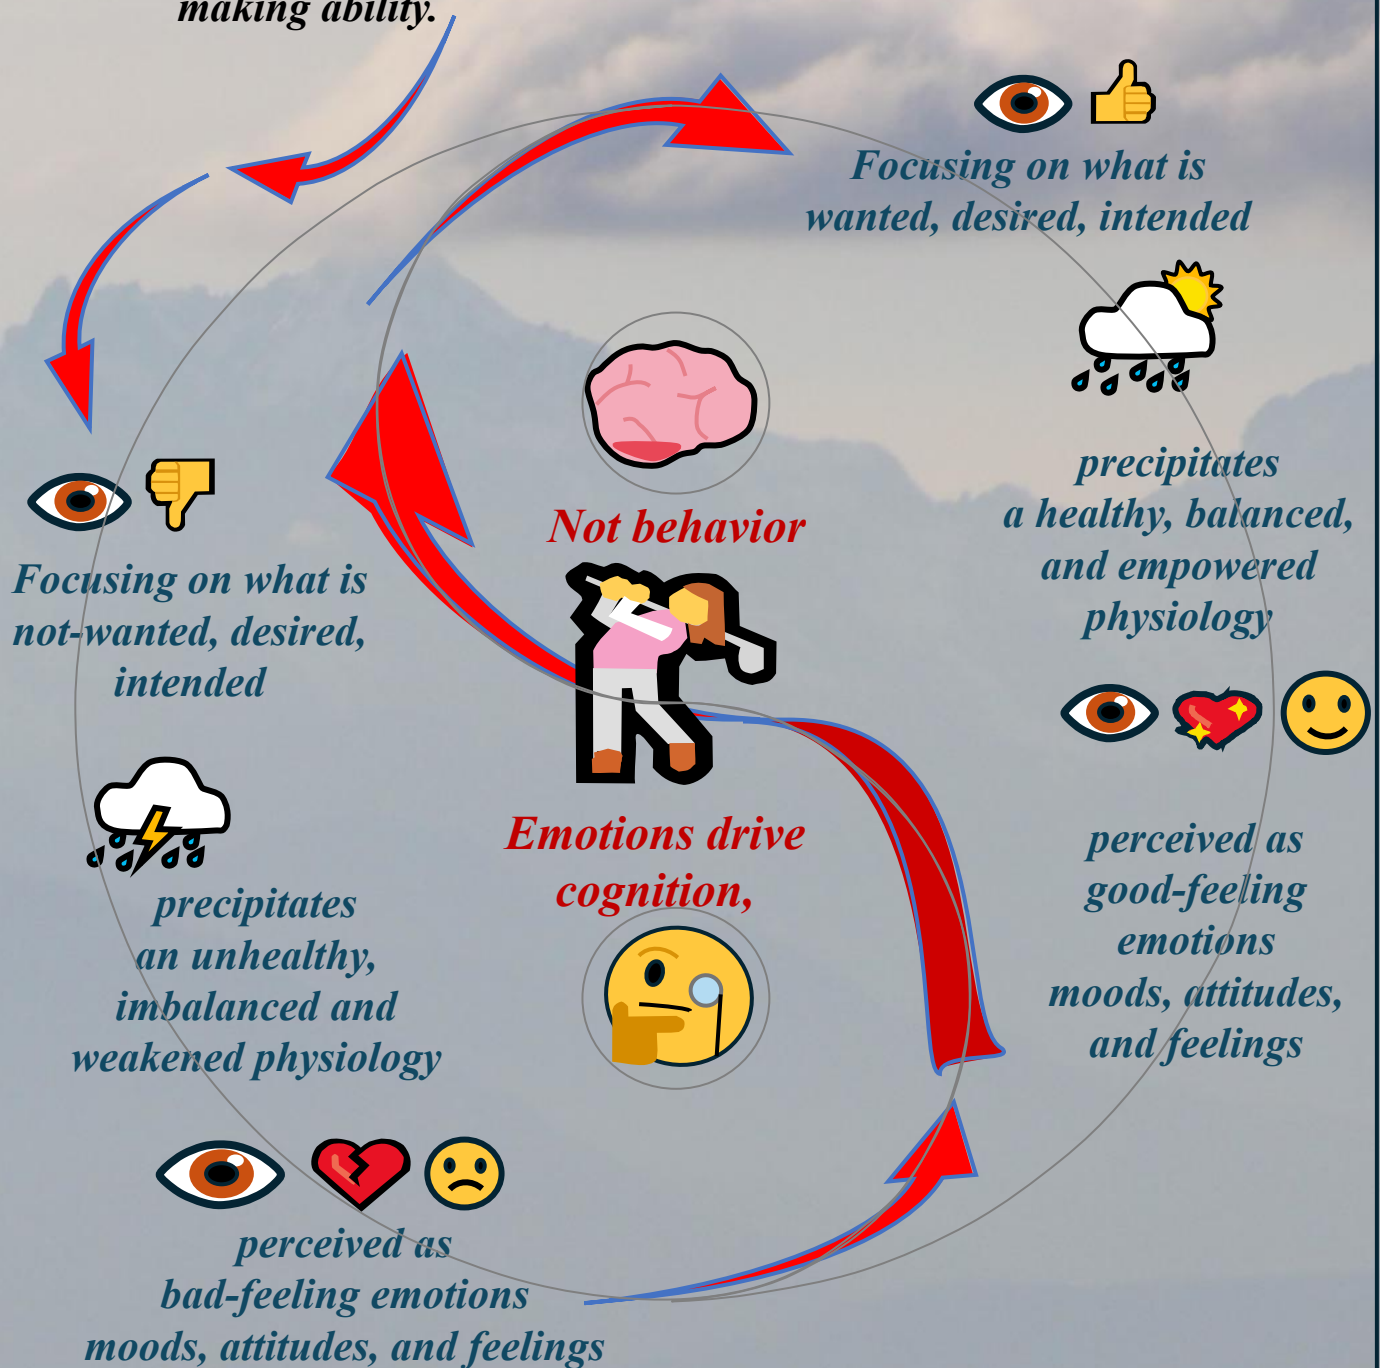 making ability.
Focusing on what is
wanted, desired, intended
precipitates
a healthy, balanced,
and empowered
physiology
perceived as
good-feeling
emotions
moods, attitudes,
and feelings
Not behavior
Emotions drive
cognition,
Focusing on what is
not-wanted, desired,
intended
precipitates
an unhealthy,
imbalanced and
weakened physiology
perceived as
bad-feeling emotions
moods, attitudes, and feelings